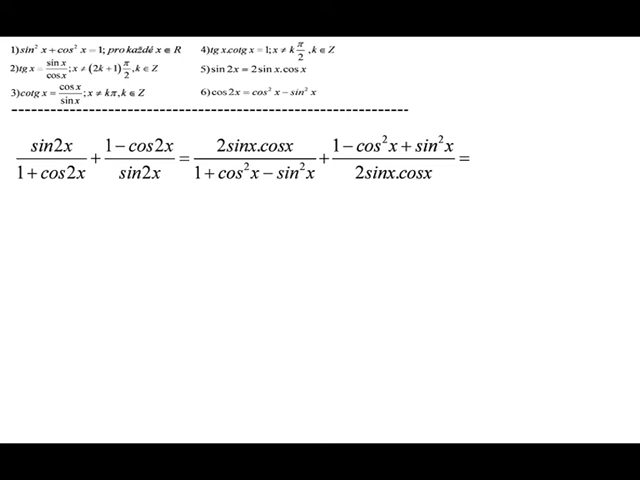 1) sin² x + cos² x = 1; pro každé x ∈ R
2) tg x = sin x / cos x ; x ≠ (2k + 1) π/2 , k ∈ Z
3) cotg x = cos x / sin x ; x ≠ kπ, k ∈ Z
4) tg x.cotg x = 1; x ≠ k π/2 , k ∈ Z
5) sin 2x = 2 sin x. cos x
6) cos 2x = cos² x − sin² x
sin2x / (1 + cos2x) + (1 − cos2x) / sin2x = 2sinx.cosx / (1 + cos²x − sin²x) + (1 − cos²x + sin²x) / 2sinx.cosx =